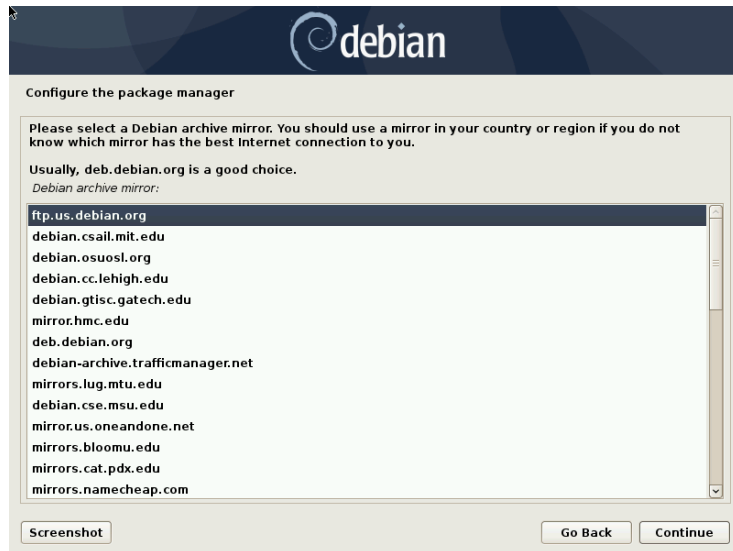 debian
Configure the package manager
Please select a Debian archive mirror. You should use a mirror in your country or region if you do not
know which mirror has the best Internet connection to you.
Usually, deb.debian.org is a good choice.
Debian archive mirror:
ftp.us.debian.org
debian.csail.mit.edu
debian.osuosl.org
debian.cc.lehigh.edu
debian.gtisc.gatech.edu
mirror.hmc.edu
deb.debian.org
debian-archive.trafficmanager.net
mirrors.lug.mtu.edu
debian.cse.msu.edu
mirror.us.oneandone.net
mirrors.bloomu.edu
mirrors.cat.pdx.edu
mirrors.namecheap.com
Screenshot
Go Back
Continue